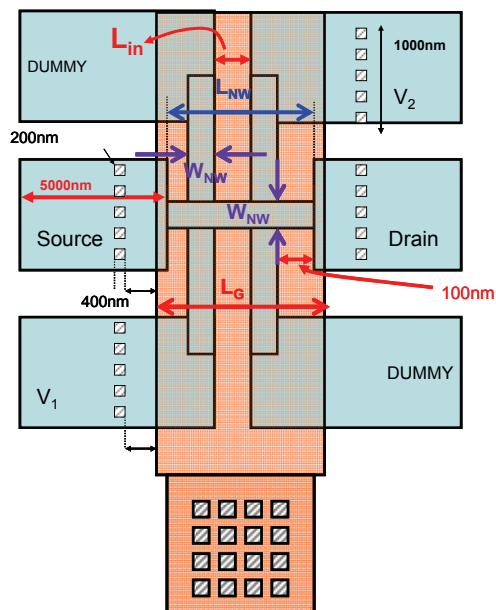 L_in
1000nm
DUMMY
L_NW
V_2
200nm
W_NW
5000nm
W_NW
Source
Drain
400nm
L_G
100nm
V_1
DUMMY